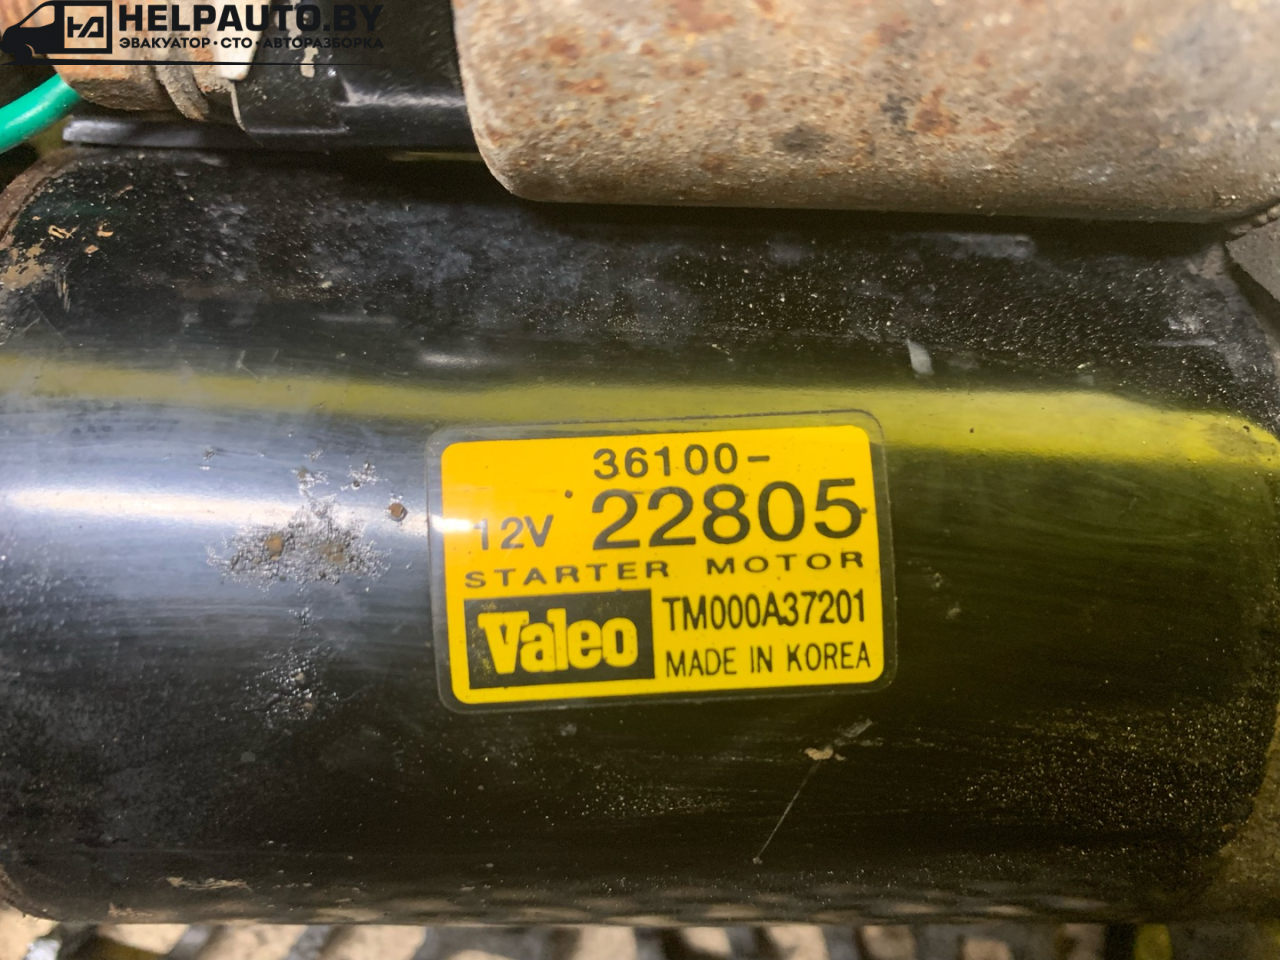 HELPAUTO.BY
ЭВАКУАТОР · СТО · АВТОРАЗБОРКА
36100-
12V 22805
STARTER MOTOR
Valeo TM000A37201
MADE IN KOREA